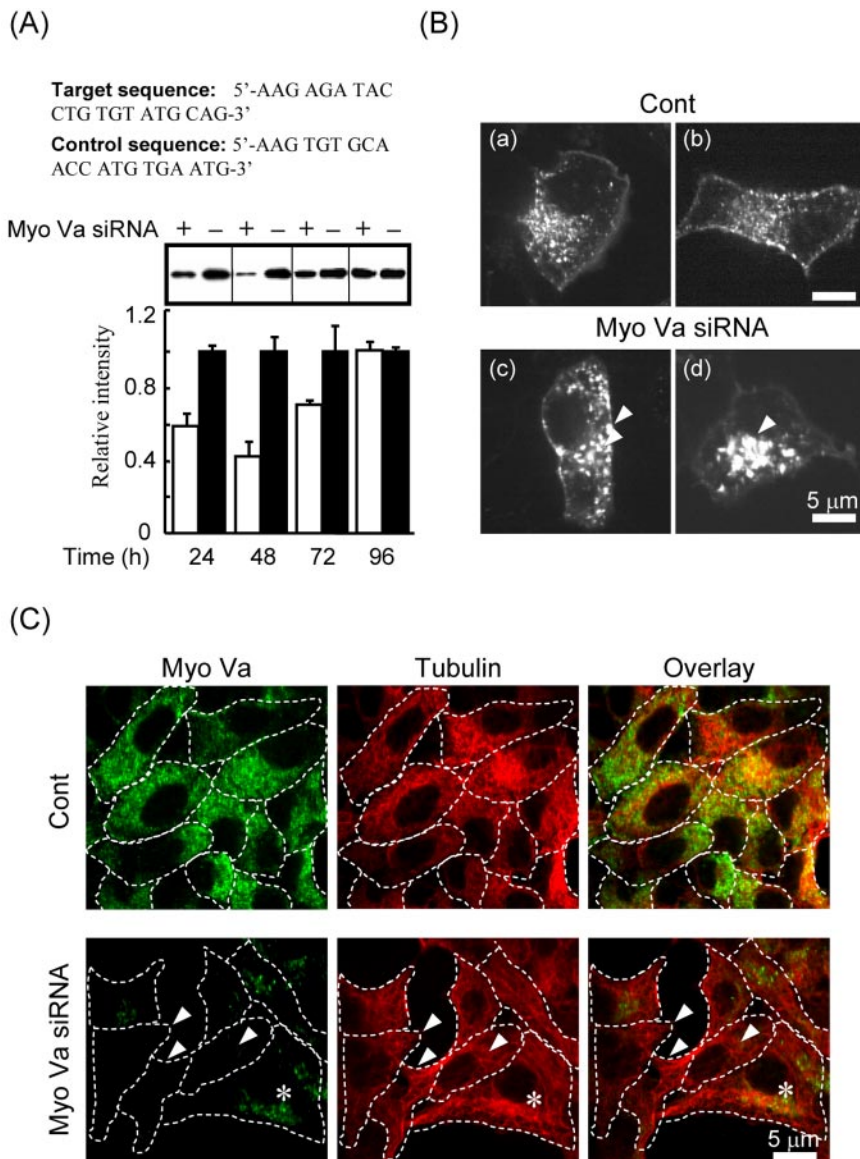 (A)
Target sequence: 5’-AAG AGA TAC
CTG TGT ATG CAG-3’
Control sequence: 5’-AAG TGT GCA
ACC ATG TGA ATG-3’
Myo Va siRNA + – + – + – + –
Relative intensity
1.2
0.8
0.4
0
Time (h) 24 48 72 96
(B)
Cont
(a) (b)
Myo Va siRNA
(c) (d)
5 μm
(C)
Myo Va Tubulin Overlay
Cont
Myo Va siRNA
* * *
5 μm